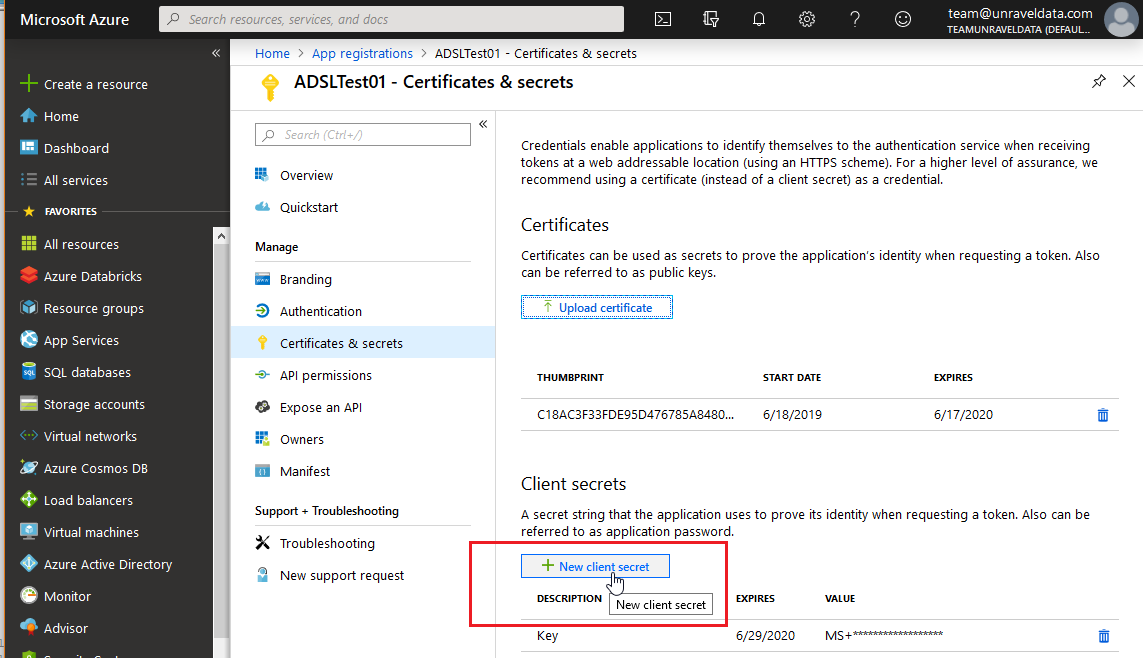 Microsoft Azure
Search resources, services, and docs
team@unraveldata.com
TEAMUNRAVELDATA (DEFAUL...
Create a resource
Home
Dashboard
All services
FAVORITES
All resources
Azure Databricks
Resource groups
App Services
SQL databases
Storage accounts
Virtual networks
Azure Cosmos DB
Load balancers
Virtual machines
Azure Active Directory
Monitor
Advisor
Home > App registrations > ADSLTest01 - Certificates & secrets
ADSLTest01 - Certificates & secrets
Search (Ctrl+/)
Overview
Quickstart
Manage
Branding
Authentication
Certificates & secrets
API permissions
Expose an API
Owners
Manifest
Support + Troubleshooting
Troubleshooting
New support request
Credentials enable applications to identify themselves to the authentication service when receiving
tokens at a web addressable location (using an HTTPS scheme). For a higher level of assurance, we
recommend using a certificate (instead of a client secret) as a credential.
Certificates
Certificates can be used as secrets to prove the application's identity when requesting a token. Also
can be referred to as public keys.
Upload certificate
THUMBPRINT START DATE EXPIRES
C18AC3F33FDE95D476785A8480... 6/18/2019 6/17/2020
Client secrets
A secret string that the application uses to prove its identity when requesting a token. Also can be
referred to as application password.
New client secret
DESCRIPTION EXPIRES VALUE
New client secret
Key 6/29/2020 MS+******************